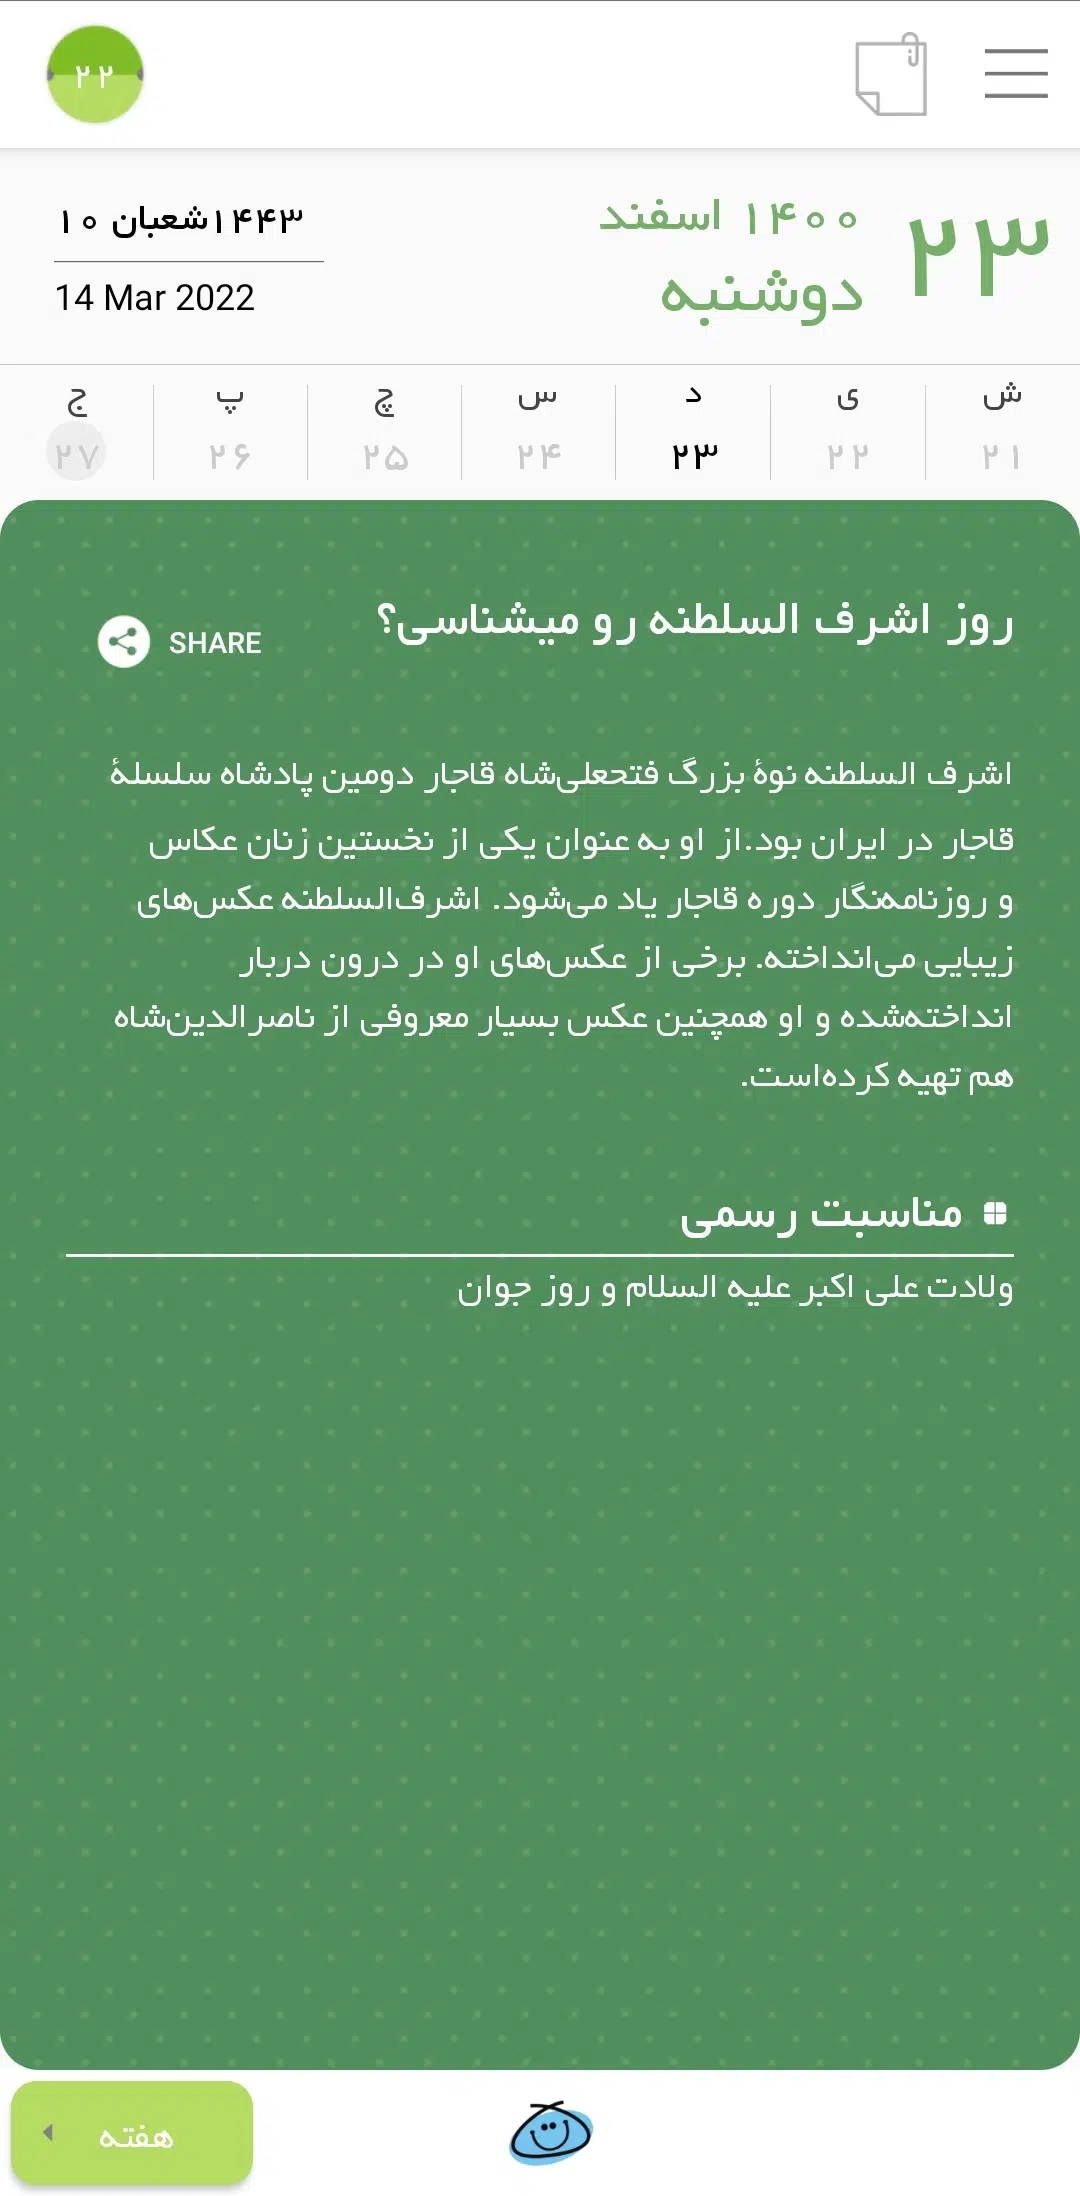 ۲۲
۲۳
۱۴۰۰ اسفند
دوشنبه
۱۴۴۳شعبان ۱۰
14 Mar 2022
ش ی د س چ پ ج
۲۱ ۲۲ ۲۳ ۲۴ ۲۵ ۲۶ ۲۷
روز اشرف السلطنه رو میشناسی؟
SHARE
اشرف السلطنه نوهٔ بزرگ فتحعلی‌شاه قاجار دومین پادشاه سلسلهٔ
قاجار در ایران بود.از او به عنوان یکی از نخستین زنان عکاس
و روزنامه‌نگار دوره قاجار یاد می‌شود. اشرف‌السلطنه عکس‌های
زیبایی می‌انداخته. برخی از عکس‌های او در درون دربار
انداخته‌شده و او همچنین عکس بسیار معروفی از ناصرالدین‌شاه
هم تهیه کرده‌است.
مناسبت رسمی
ولادت علی اکبر علیه السلام و روز جوان
هفته